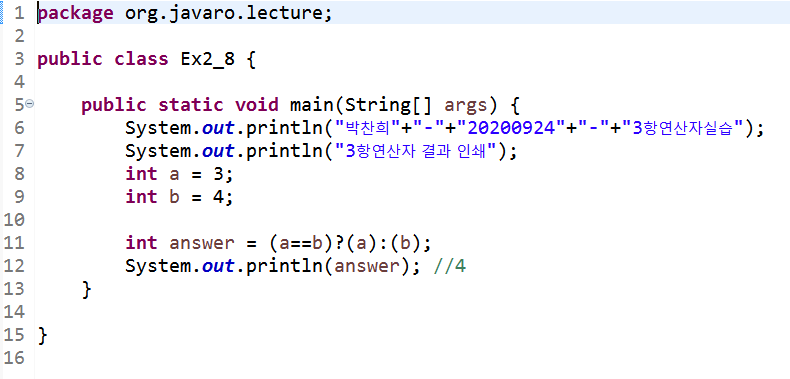 1 package org.javaro.lecture;
2
3 public class Ex2_8 {
4
5 public static void main(String[] args) {
6 System.out.println("박찬희"+"-"+"20200924"+"-"+"3항연산자실습");
7 System.out.println("3항연산자 결과 인쇄");
8 int a = 3;
9 int b = 4;
10
11 int answer = (a==b)?(a):(b);
12 System.out.println(answer); //4
13 }
14
15 }
16